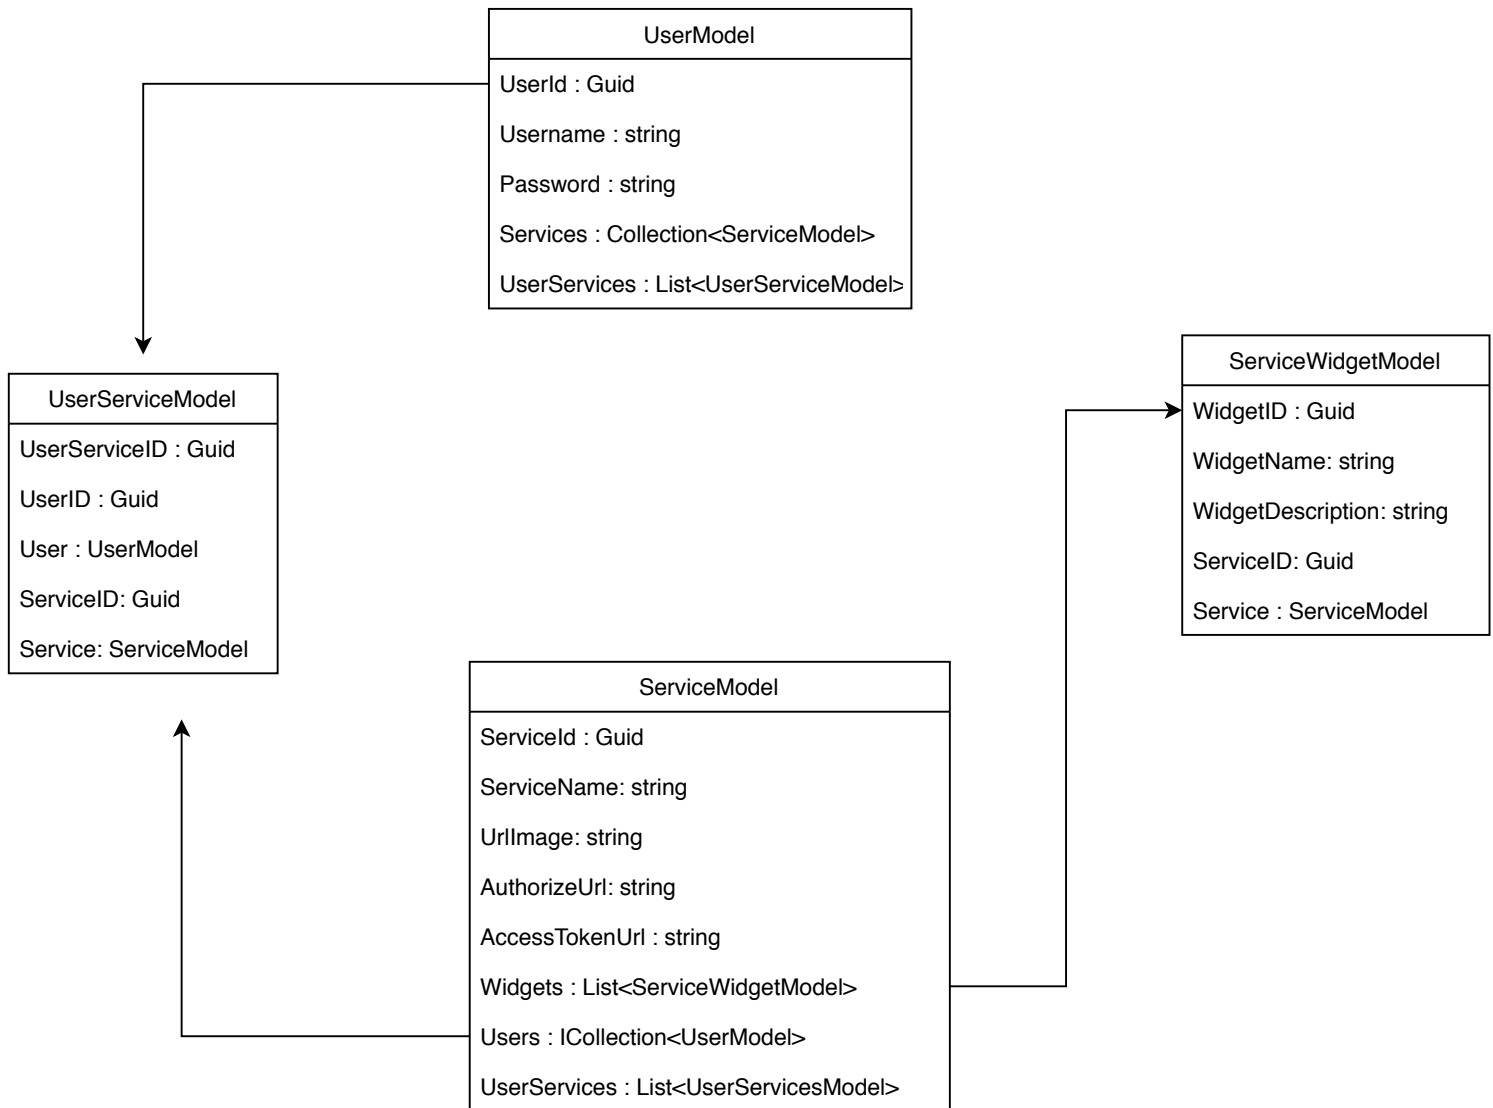 UserModel
UserId : Guid
Username : string
Password : string
Services : Collection<ServiceModel>
UserServices : List<UserServiceModel>
UserServiceModel
UserServiceID : Guid
UserID : Guid
User : UserModel
ServiceID: Guid
Service: ServiceModel
ServiceWidgetModel
WidgetID : Guid
WidgetName: string
WidgetDescription: string
ServiceID: Guid
Service : ServiceModel
ServiceModel
ServiceId : Guid
ServiceName: string
UrlImage: string
AuthorizeUrl: string
AccessTokenUrl : string
Widgets : List<ServiceWidgetModel>
Users : ICollection<UserModel>
UserServices : List<UserServicesModel>